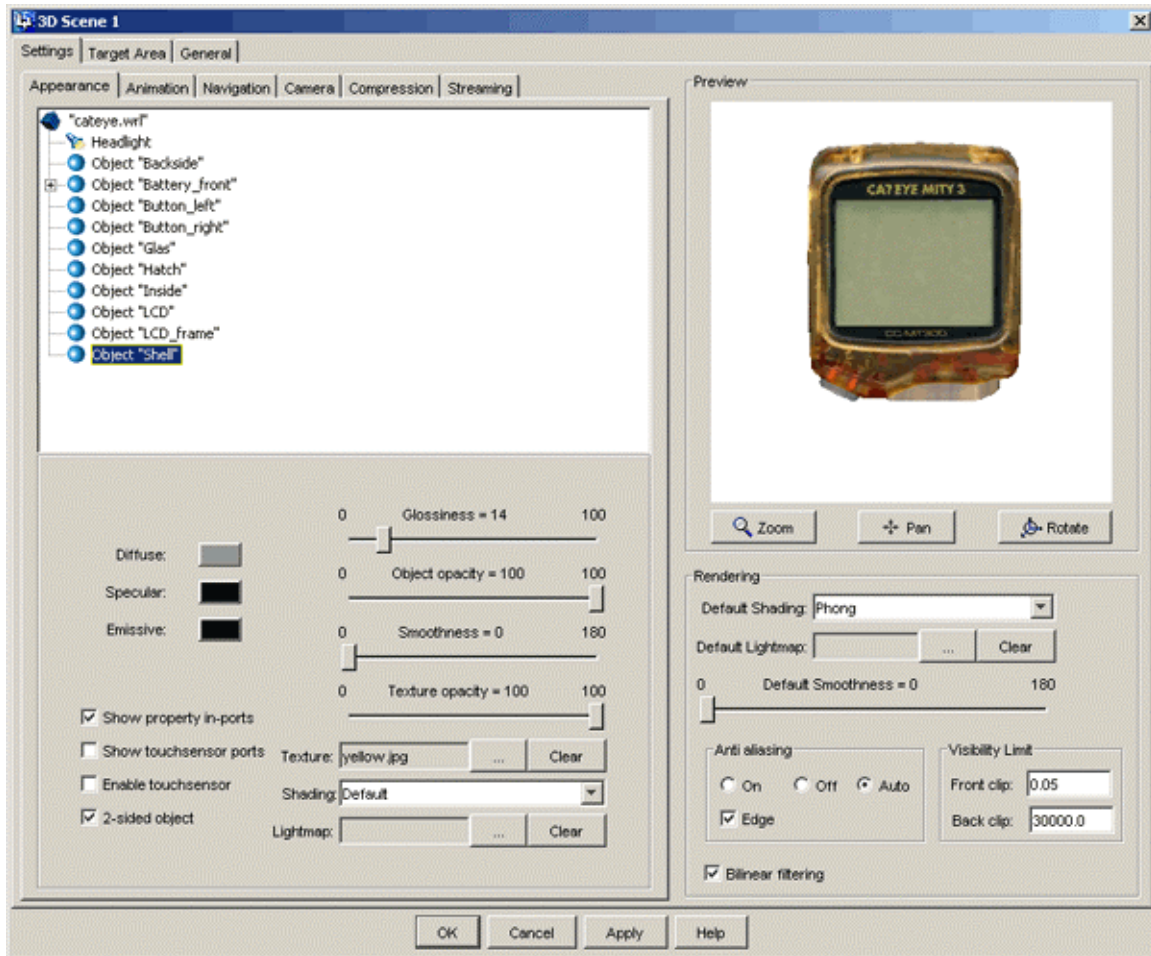 3D Scene 1
Settings Target Area General
Appearance Animation Navigation Camera Compression Streaming
"cateye.wrl"
Headlight
Object "Backside"
Object "Battery_front"
Object "Button_left"
Object "Button_right"
Object "Glas"
Object "Hatch"
Object "Inside"
Object "LCD"
Object "LCD_frame"
Object "Shell"
Diffuse:
Specular:
Emissive:
0 Glossiness = 14 100
0 Object opacity = 100 100
0 Smoothness = 0 180
0 Texture opacity = 100 100
Show property in-ports
Show touchsensor ports
Enable touchsensor
2-sided object
Texture: yellow.jpg ... Clear
Shading: Default
Lightmap: ... Clear
Preview
CATEYE MITY 3
Zoom Pan Rotate
Rendering
Default Shading: Phong
Default Lightmap: ... Clear
0 Default Smoothness = 0 180
Anti aliasing
On Off Auto
Edge
Visibility Limit
Front clip: 0.05
Back clip: 30000.0
Bilinear filtering
OK Cancel Apply Help